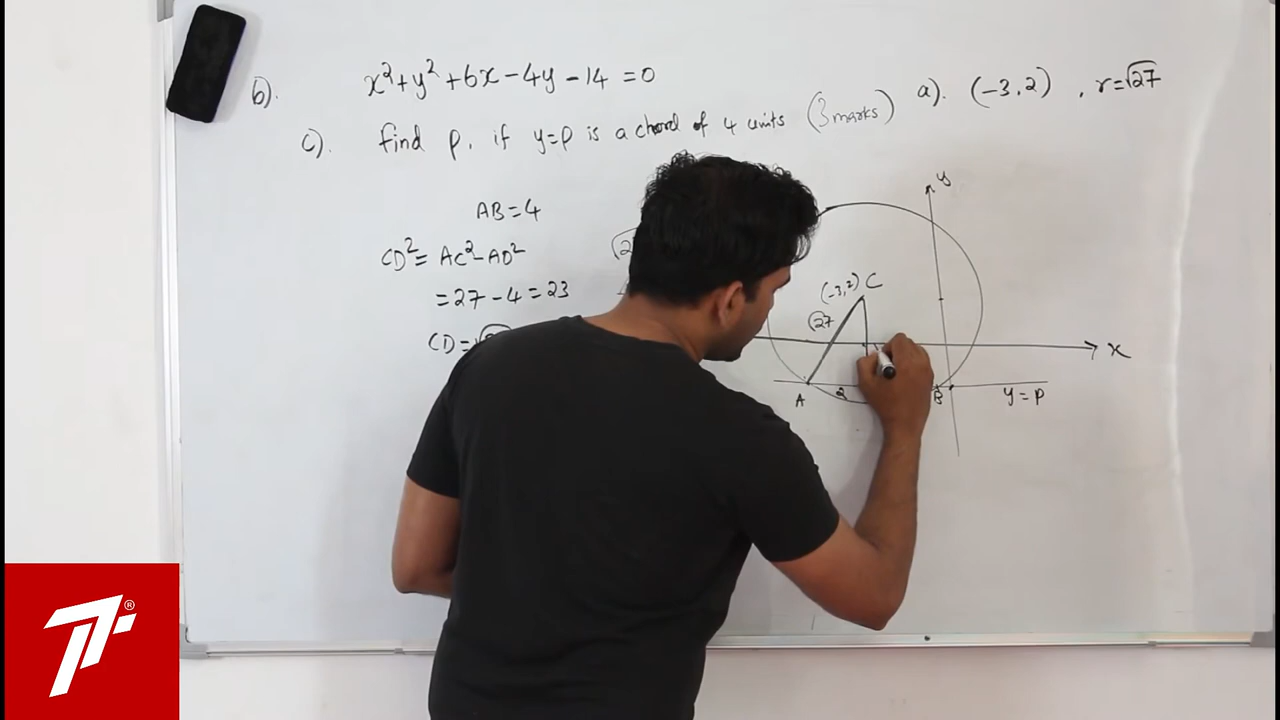 b). x²+y²+6x-4y-14=0 a). (-3,2) , r=√27
c). find p, if y=p is a chord of 4 units (3 marks)
y
AB=4
CD²= AC²-AD²
=27-4=23
CD=
(-3,2) C
√27
x
A 2 B y=p
®